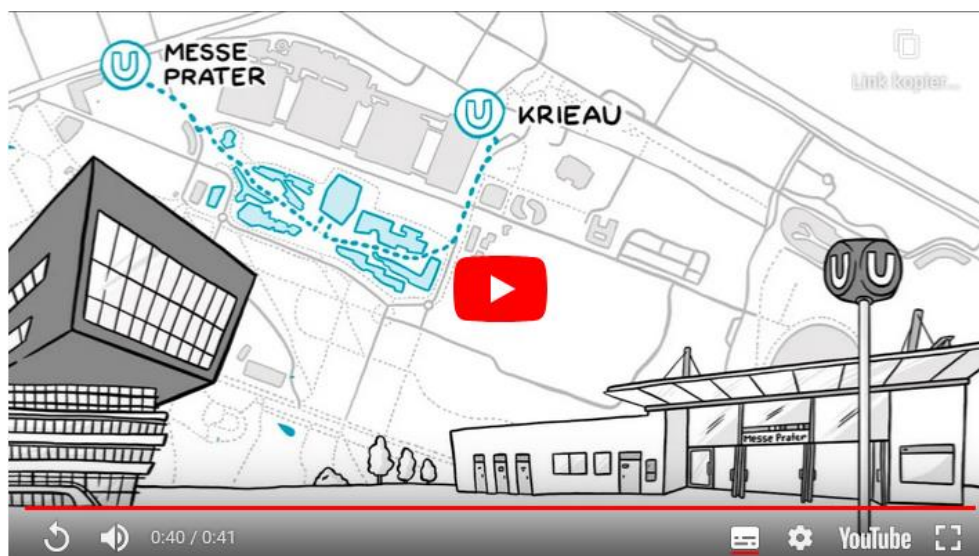 U
MESSE
PRATER
U
KRIEAU
Link kopier...
U U
Messe Prater
0:40 / 0:41
YouTube